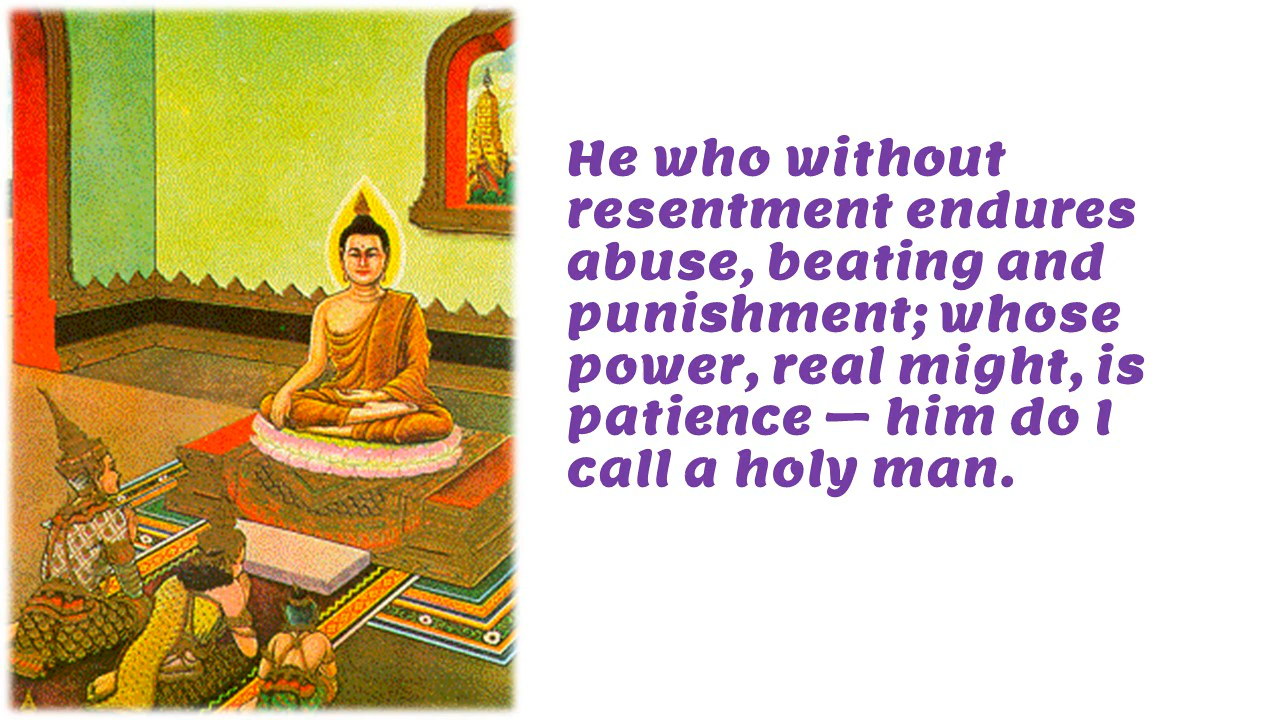 He who without
resentment endures
abuse, beating and
punishment; whose
power, real might, is
patience — him do I
call a holy man.